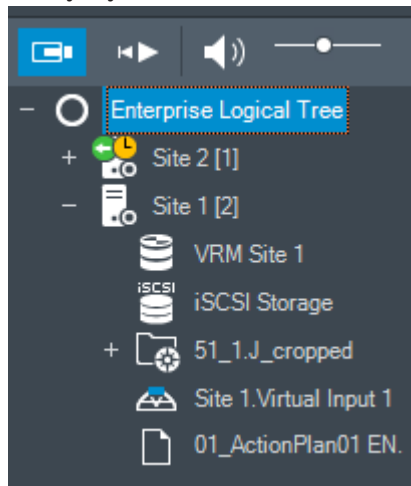 Enterprise Logical Tree
Site 2 [1]
Site 1 [2]
VRM Site 1
iSCSI
iSCSI Storage
51_1.J_cropped
Site 1.Virtual Input 1
01_ActionPlan01 EN.